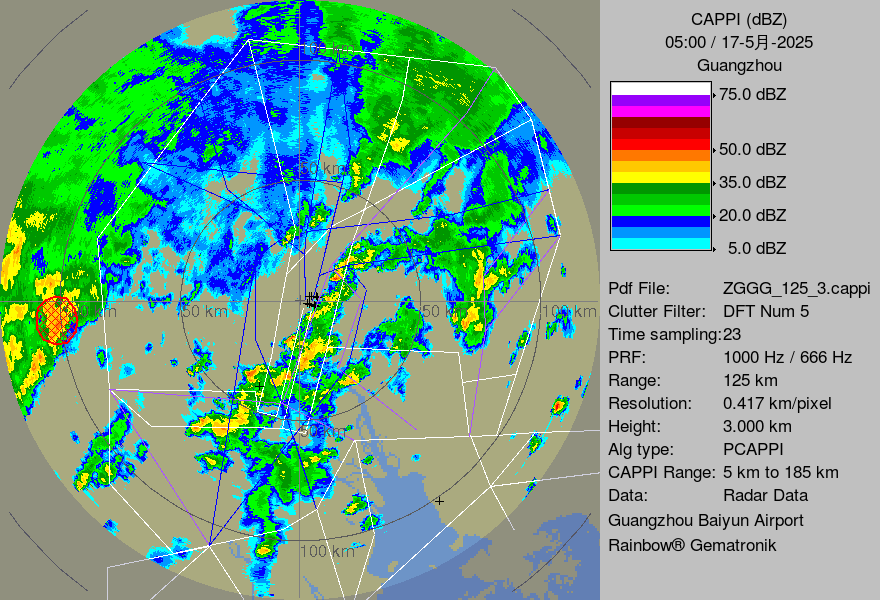 CAPPI (dBZ)
05:00 / 17-5月-2025
Guangzhou
75.0 dBZ
50.0 dBZ
35.0 dBZ
20.0 dBZ
5.0 dBZ
Pdf File: ZGGG_125_3.cappi
Clutter Filter: DFT Num 5
Time sampling:23
PRF: 1000 Hz / 666 Hz
Range: 125 km
Resolution: 0.417 km/pixel
Height: 3.000 km
Alg type: PCAPPI
CAPPI Range: 5 km to 185 km
Data: Radar Data
Guangzhou Baiyun Airport
Rainbow® Gematronik
50 km
50 km
50 km
100 km
50 km
100 km